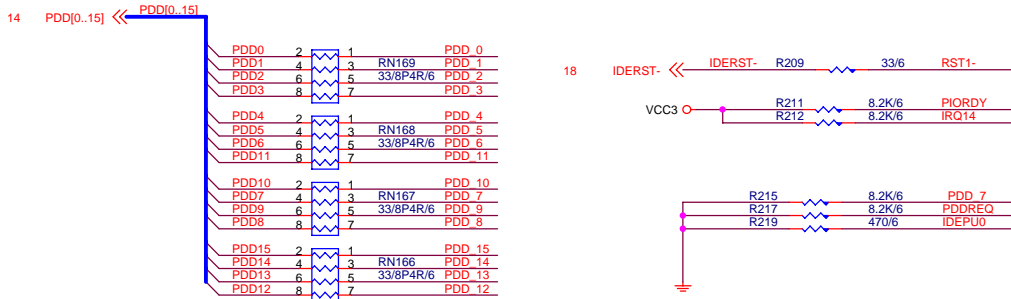 14 PDD[0..15] PDD[0..15]
PDD0 2 1 PDD_0
PDD1 4 3 RN169 PDD_1
PDD2 6 5 33/8P4R/6 PDD_2
PDD3 8 7 PDD_3
PDD4 2 1 PDD_4
PDD5 4 3 RN168 PDD_5
PDD6 6 5 33/8P4R/6 PDD_6
PDD11 8 7 PDD_11
PDD10 2 1 PDD_10
PDD7 4 3 RN167 PDD_7
PDD9 6 5 33/8P4R/6 PDD_9
PDD8 8 7 PDD_8
PDD15 2 1 PDD_15
PDD14 4 3 RN166 PDD_14
PDD13 6 5 33/8P4R/6 PDD_13
PDD12 8 7 PDD_12
18 IDERST- IDERST- R209 33/6 RST1-
VCC3 R211 8.2K/6 PIORDY
R212 8.2K/6 IRQ14
R215 8.2K/6 PDD_7
R217 8.2K/6 PDDREQ
R219 470/6 IDEPU0